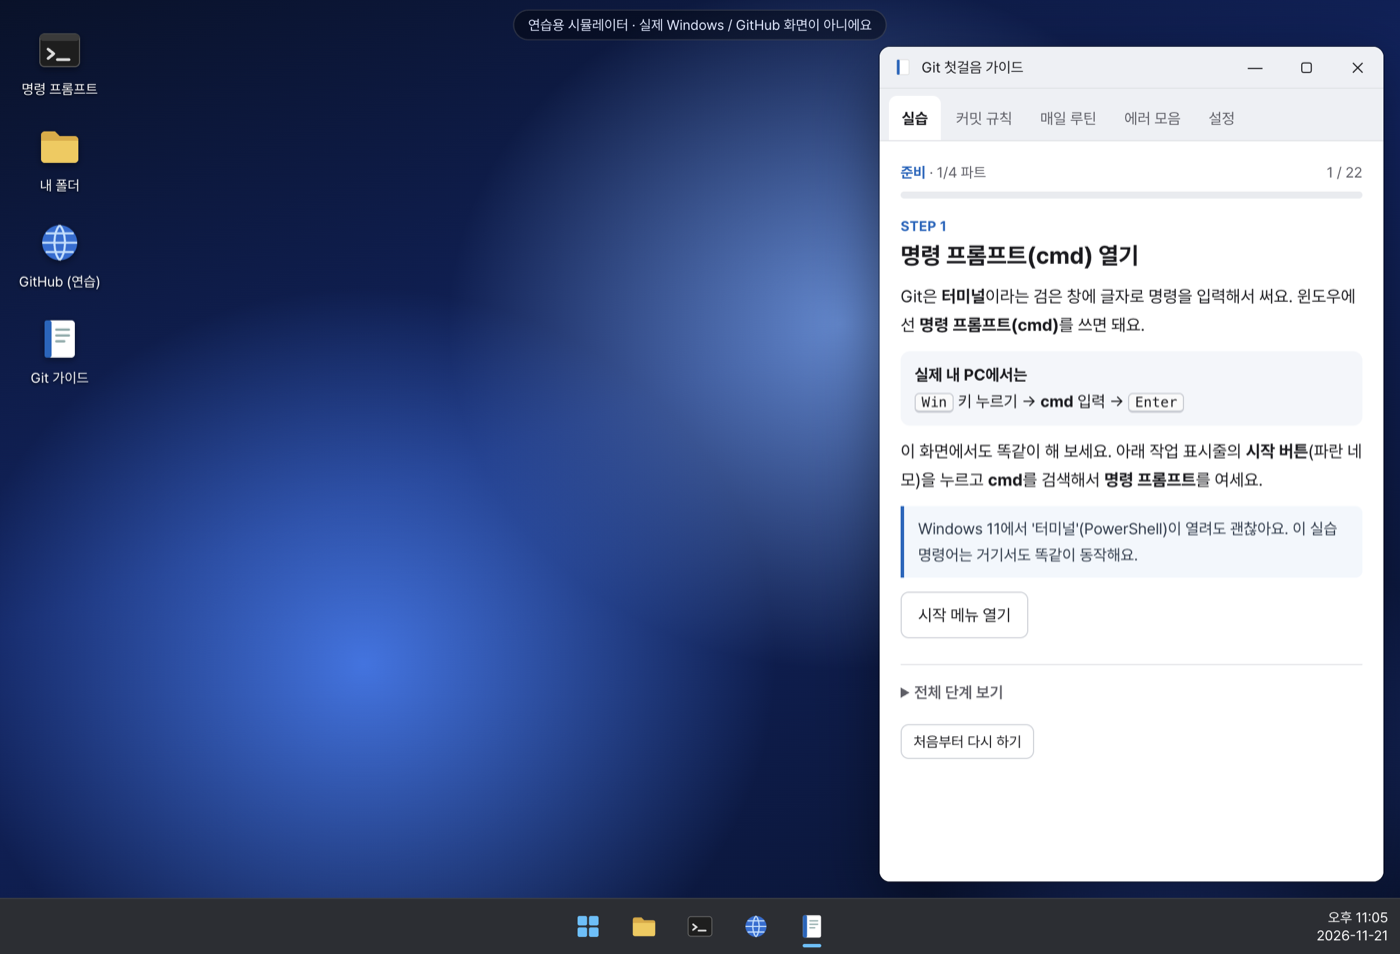 연습용 시뮬레이터 · 실제 Windows / GitHub 화면이 아니에요
명령 프롬프트
내 폴더
GitHub (연습)
Git 가이드
Git 첫걸음 가이드
실습 커밋 규칙 매일 루틴 에러 모음 설정
준비 · 1/4 파트 1 / 22
STEP 1
명령 프롬프트(cmd) 열기
Git은 터미널이라는 검은 창에 글자로 명령을 입력해서 써요. 윈도우에
선 명령 프롬프트(cmd)를 쓰면 돼요.
실제 내 PC에서는
Win 키 누르기 → cmd 입력 → Enter
이 화면에서도 똑같이 해 보세요. 아래 작업 표시줄의 시작 버튼(파란 네
모)을 누르고 cmd를 검색해서 명령 프롬프트를 여세요.
Windows 11에서 '터미널'(PowerShell)이 열려도 괜찮아요. 이 실습
명령어는 거기서도 똑같이 동작해요.
시작 메뉴 열기
▶ 전체 단계 보기
처음부터 다시 하기
오후 11:05
2026-11-21